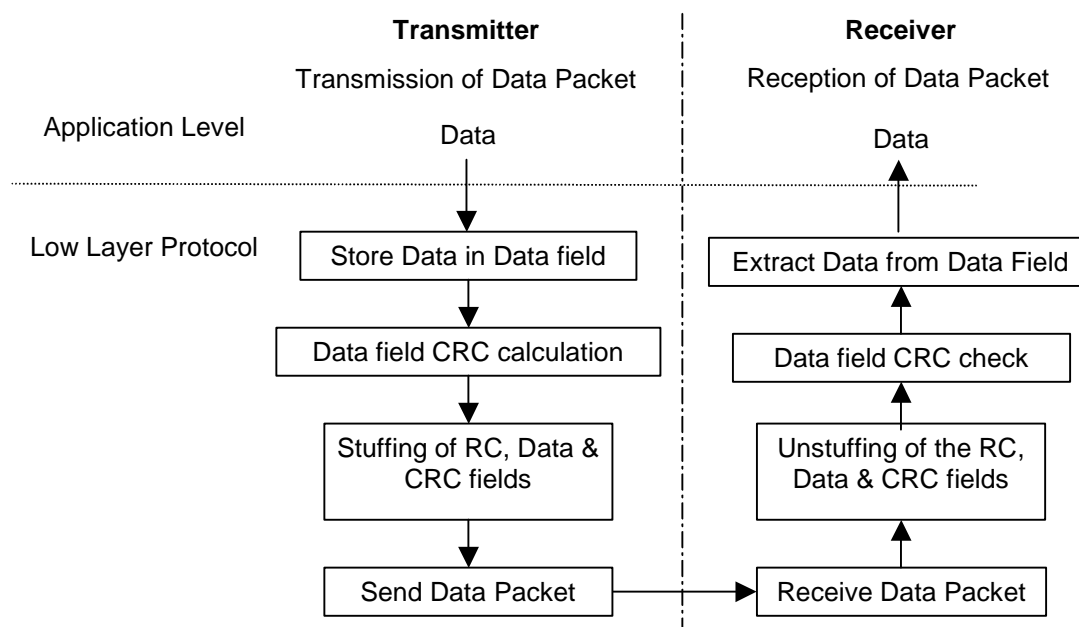 Transmitter
Receiver
Transmission of Data Packet
Reception of Data Packet
Application Level
Data
Data
Low Layer Protocol
Store Data in Data field
Extract Data from Data Field
Data field CRC calculation
Data field CRC check
Stuffing of RC, Data &
CRC fields
Unstuffing of the RC,
Data & CRC fields
Send Data Packet
Receive Data Packet